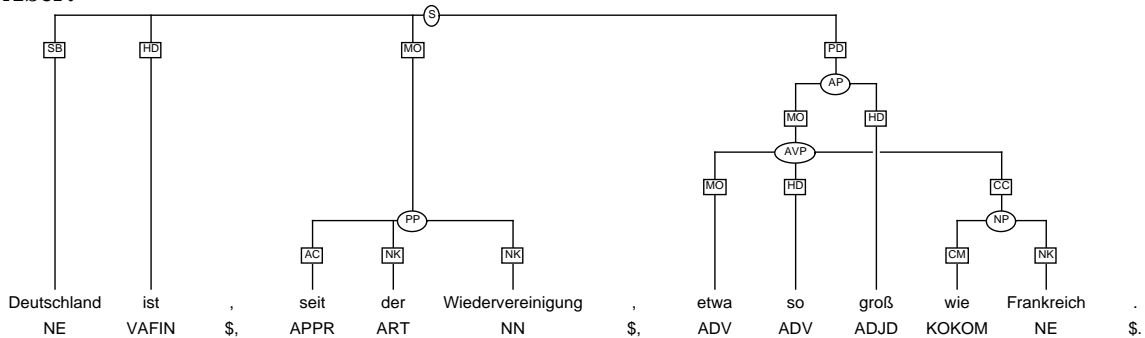 S
SB HD MO PD
AP
MO HD
AVP
MO HD CC
PP NP
AC NK NK CM NK
Deutschland ist , seit der Wiedervereinigung , etwa so groß wie Frankreich .
NE VAFIN $, APPR ART NN $, ADV ADV ADJD KOKOM NE $.